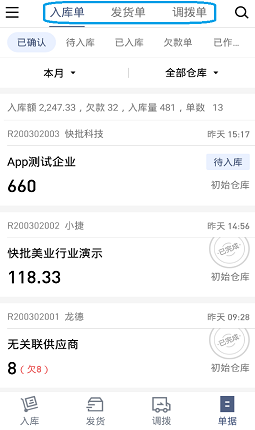 入库单 发货单 调拨单
已确认 待入库 已入库 欠款单 已作...
本月 全部仓库
入库额 2,247.33，欠款 32，入库量 481，单数 13
R200302003 快批科技 昨天 15:17
App测试企业 待入库
660 初始仓库
R200302002 小捷 昨天 14:56
已完成
快批美业行业演示
118.33 初始仓库
R200302001 龙德 昨天 09:28
已完成
无关联供应商
8（欠8） 初始仓库
入库 发货 调拨 单据